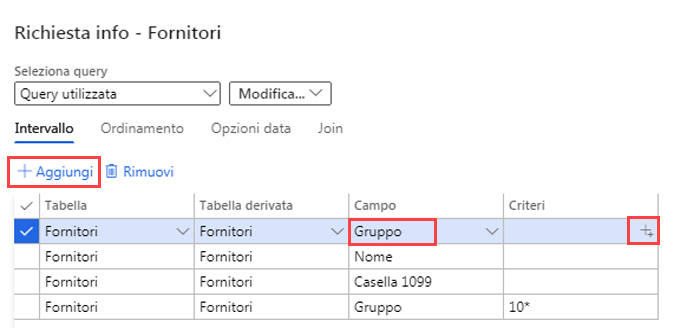 Richiesta info - Fornitori
Seleziona query
Query utilizzata Modifica...
Intervallo Ordinamento Opzioni data Join
Aggiungi Rimuovi
Tabella Tabella derivata Campo Criteri
Fornitori Fornitori Gruppo
Fornitori Fornitori Nome
Fornitori Fornitori Casella 1099
Fornitori Fornitori Gruppo 10*